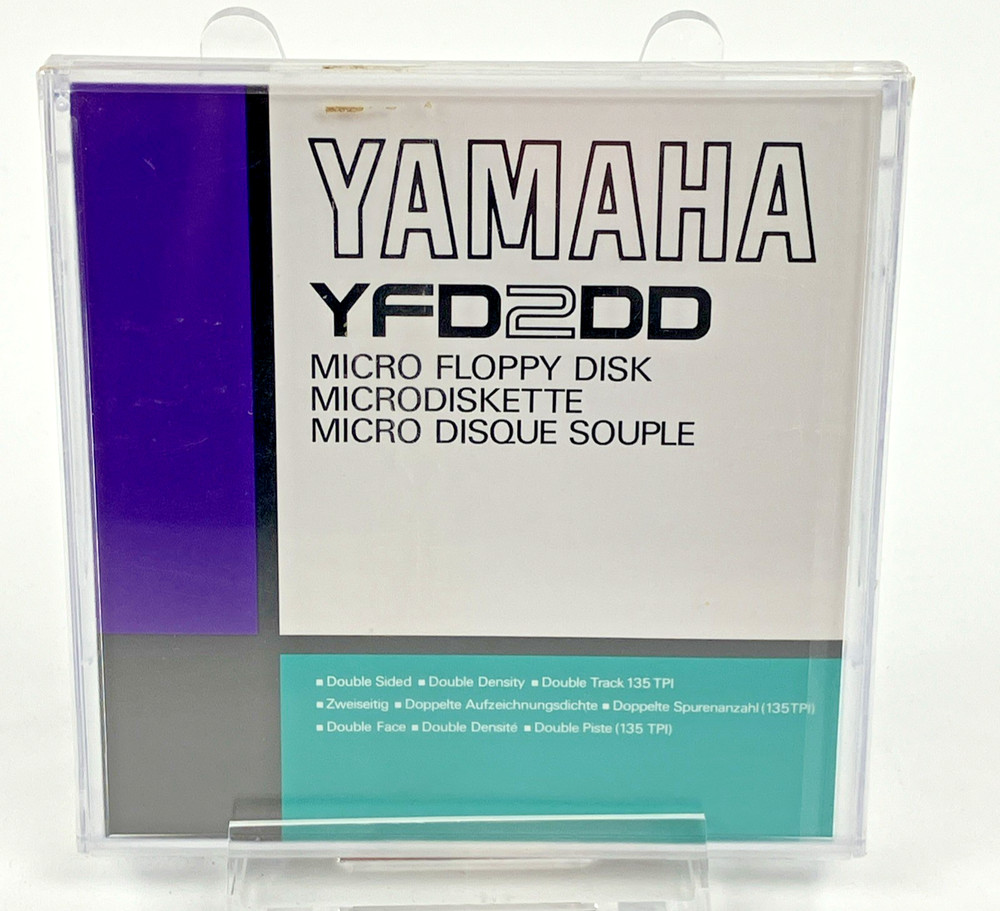 YAMAHA
YFD2DD
MICRO FLOPPY DISK
MICRODISKETTE
MICRO DISQUE SOUPLE
▪ Double Sided ▪ Double Density ▪ Double Track 135 TPI
▪ Zweiseitig ▪ Doppelte Aufzeichnungsdichte ▪ Doppelte Spurenanzahl (135TPI)
▪ Double Face ▪ Double Densité ▪ Double Piste (135 TPI)